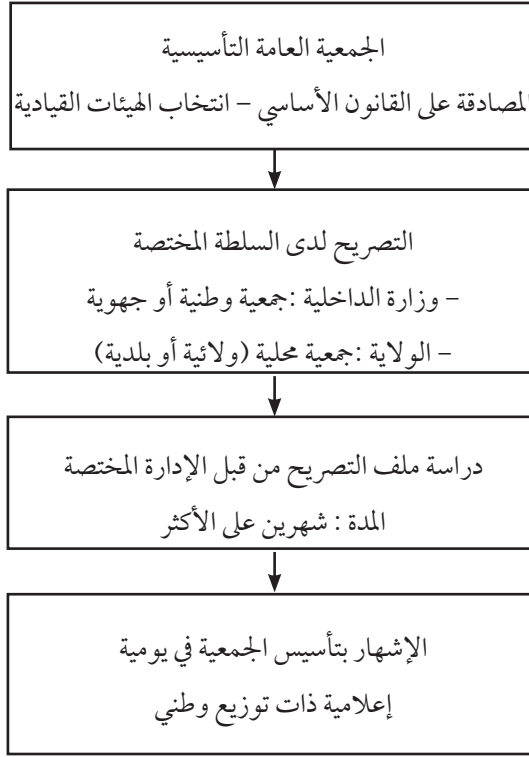 الجمعية العامة التأسيسية
المصادقة على القانون الأساسي – انتخاب الهيئات القيادية
التصريح لدى السلطة المختصة
– وزارة الداخلية :جمعية وطنية أو جهوية
– الولاية :جمعية محلية (ولائية أو بلدية)
دراسة ملف التصريح من قبل الإدارة المختصة
المدة : شهرين على الأكثر
الإشهار بتأسيس الجمعية في يومية
إعلامية ذات توزيع وطني